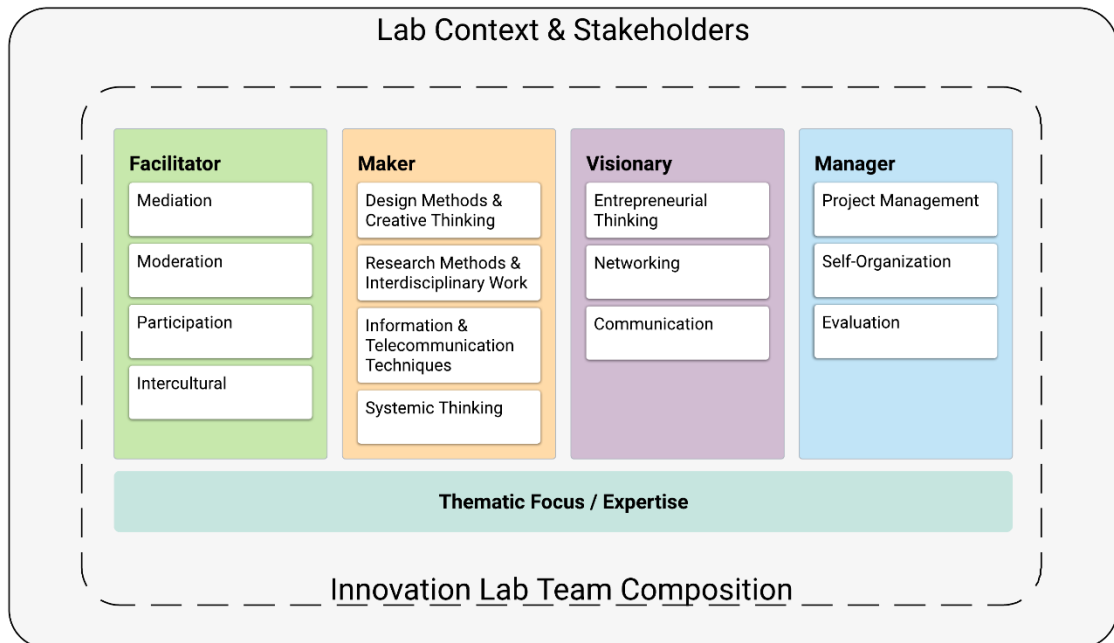 Lab Context & Stakeholders
Facilitator
Mediation
Moderation
Participation
Intercultural
Maker
Design Methods &
Creative Thinking
Research Methods &
Interdisciplinary Work
Information &
Telecommunication
Techniques
Systemic Thinking
Visionary
Entrepreneurial
Thinking
Networking
Communication
Manager
Project Management
Self-Organization
Evaluation
Thematic Focus / Expertise
Innovation Lab Team Composition